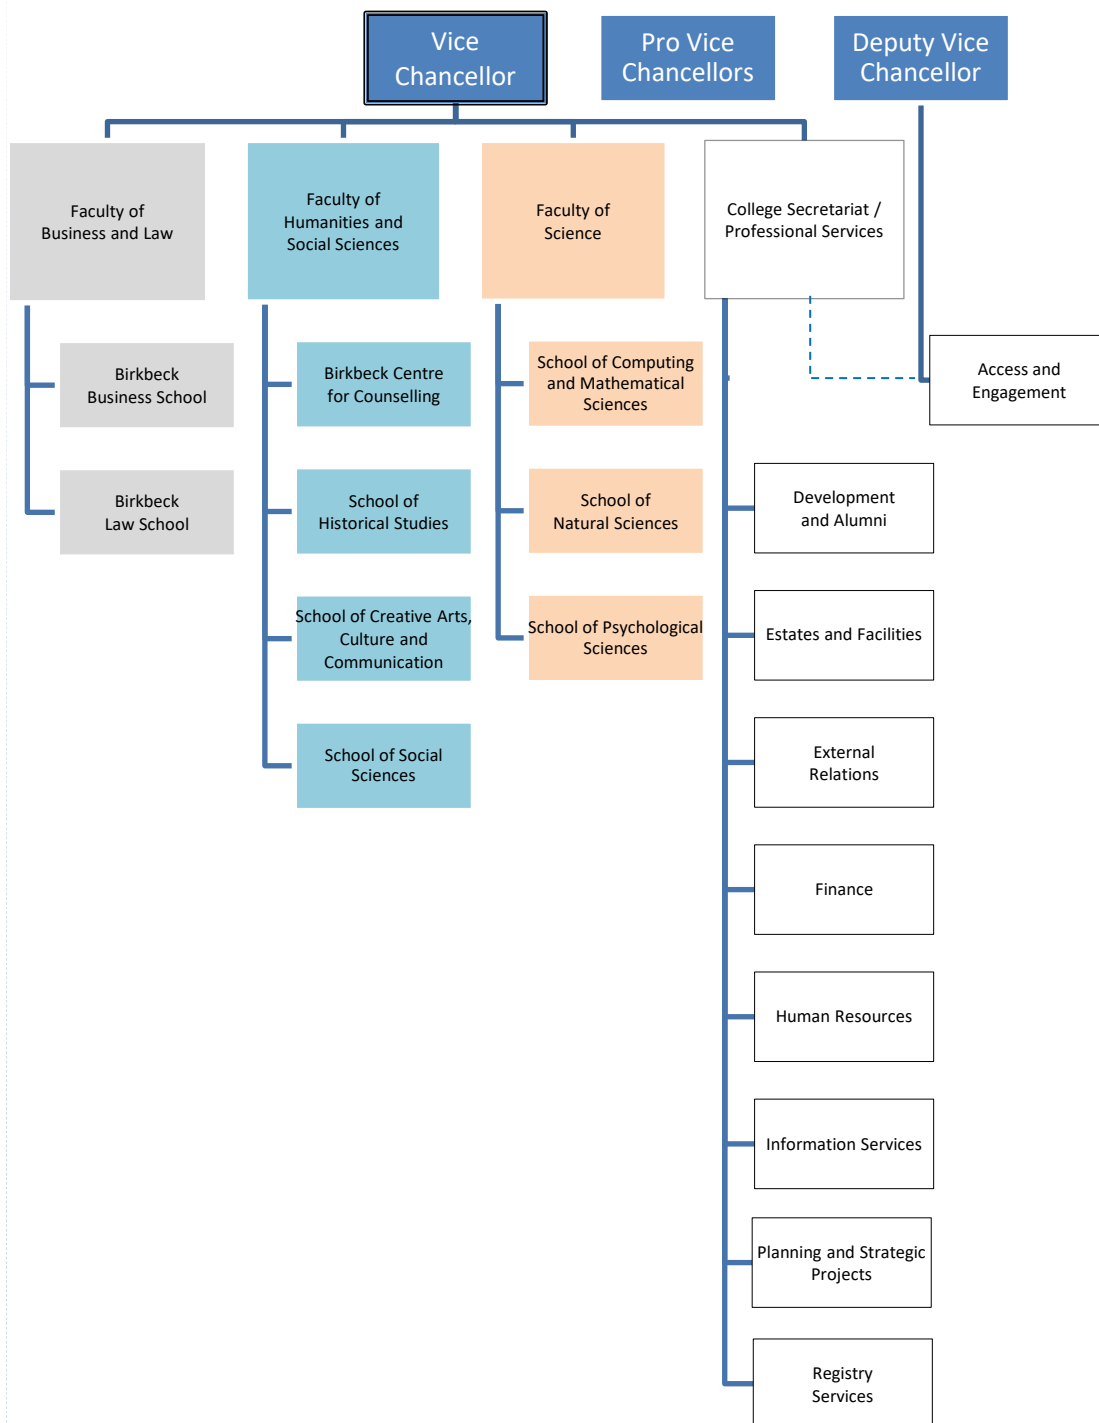 Vice
Chancellor
Pro Vice
Chancellors
Deputy Vice
Chancellor
Faculty of
Business and Law
Faculty of
Humanities and
Social Sciences
Faculty of
Science
College Secretariat /
Professional Services
Birkbeck
Business School
Birkbeck Centre
for Counselling
School of Computing
and Mathematical
Sciences
Access and
Engagement
Birkbeck
Law School
School of
Historical Studies
School of
Natural Sciences
Development
and Alumni
School of Creative Arts,
Culture and
Communication
School of Psychological
Sciences
Estates and Facilities
School of Social
Sciences
External
Relations
Finance
Human Resources
Information Services
Planning and Strategic
Projects
Registry
Services